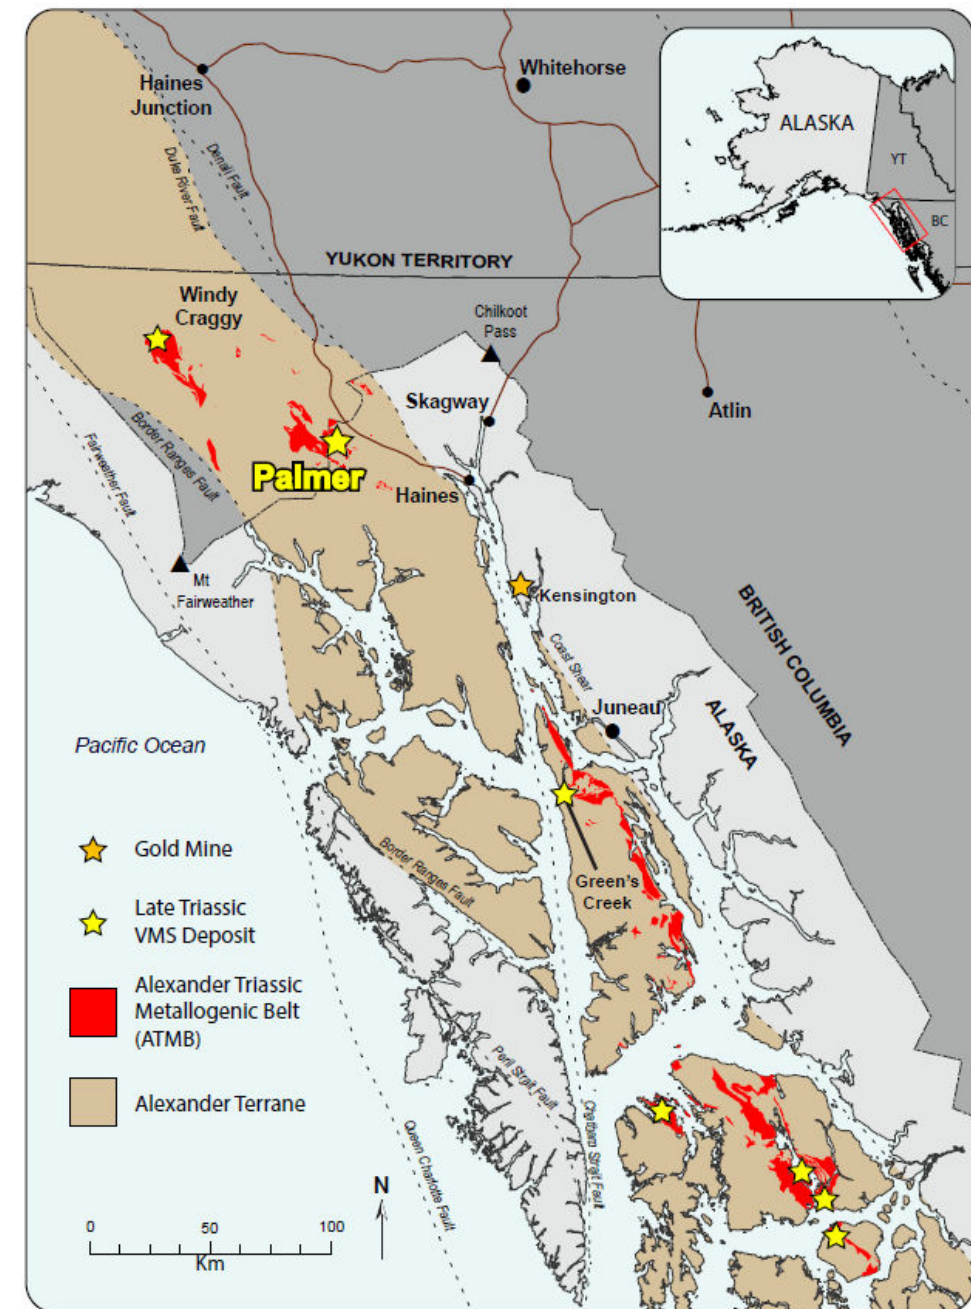 Haines
Junction
Whitehorse
ALASKA
YT
BC
Denali Fault
Duke River Fault
YUKON TERRITORY
Windy
Craggy
Chilkoot
Pass
Skagway
Atlin
Border Ranges Fault
Fairweather Fault
Palmer
Haines
Mt
Fairweather
Kensington
Coast Shear
BRITISH COLUMBIA
Juneau
ALASKA
Pacific Ocean
Gold Mine
Border Ranges Fault
Green's
Creek
Late Triassic
VMS Deposit
Alexander Triassic
Metallogenic Belt
(ATMB)
Peril Strait Fault
Alexander Terrane
Chatham Strait Fault
Queen Charlotte Fault
N
0 50 100
Km